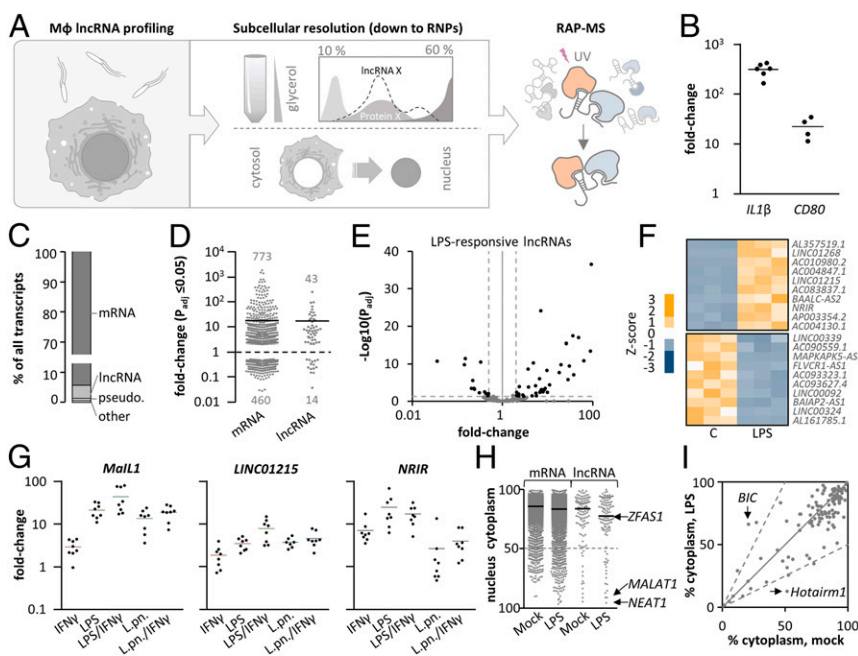 A
Mφ lncRNA profiling
Subcellular resolution (down to RNPs)
RAP-MS
10 %
60 %
glycerol
lncRNA X
Protein X
cytosol
nucleus
UV
B
fold-change
10³
10²
10
1
IL1β
CD80
C
% of all transcripts
100
90
80
70
10
0
mRNA
lncRNA
pseudo.
other
D
fold-change (Padj ≤0.05)
10⁴
10³
10²
10
1
0.1
0.01
773
43
460
14
mRNA
lncRNA
E
LPS-responsive lncRNAs
-Log10(Padj)
40
30
20
10
0
0.01
1
100
fold-change
F
Z-score
3
2
1
0
-1
-2
-3
AL357519.1
LINC01268
AC010980.2
AC004847.1
LINC01215
AC083837.1
BAALC-AS2
NRIR
AP003354.2
AC004130.1
LINC00339
AC090559.1
MAPKAPK5-AS1
FLVCR1-AS1
AC093323.1
AC093627.4
LINC00092
BAIAP2-AS1
LINC00324
AL161785.1
C
LPS
G
MaIL1
LINC01215
NRIR
fold-change
100
10
1
0.1
IFNγ
LPS
LPS/IFNγ
L.pn.
L.pn./IFNγ
IFNγ
LPS
LPS/IFNγ
L.pn.
L.pn./IFNγ
IFNγ
LPS
LPS/IFNγ
L.pn.
L.pn./IFNγ
H
mRNA
lncRNA
nucleus cytoplasm
100
50
100
ZFAS1
MALAT1
NEAT1
Mock
LPS
Mock
LPS
I
% cytoplasm, LPS
100
50
0
BIC
Hotairm1
0
50
100
% cytoplasm, mock